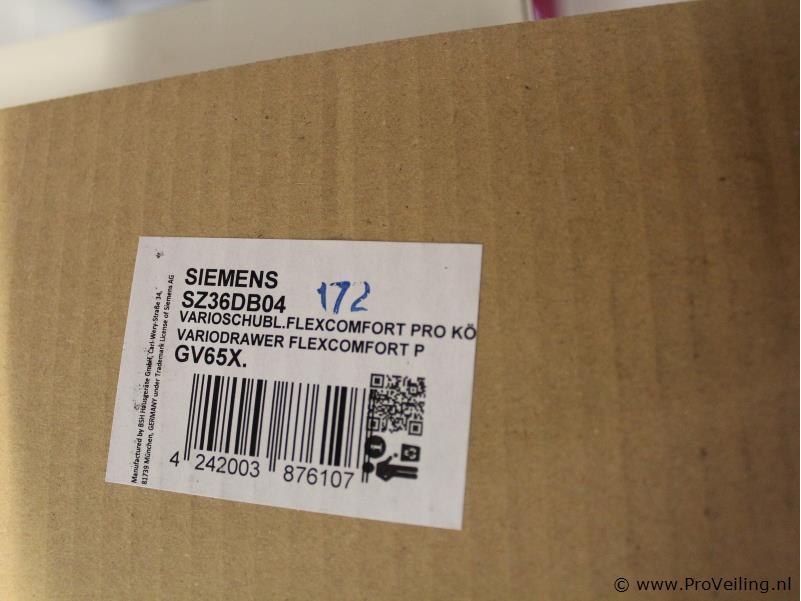 SIEMENS
SZ36DB04
172
VARIOSCHUBL.FLEXCOMFORT PRO KÖ
VARIODRAWER FLEXCOMFORT P
GV65X.
4 242003 876107
Manufactured by BSH Hausgeräte GmbH, Carl-Wery-Straße 34,
81739 München, GERMANY under Trademark License of Siemens AG
© www.ProVeiling.nl